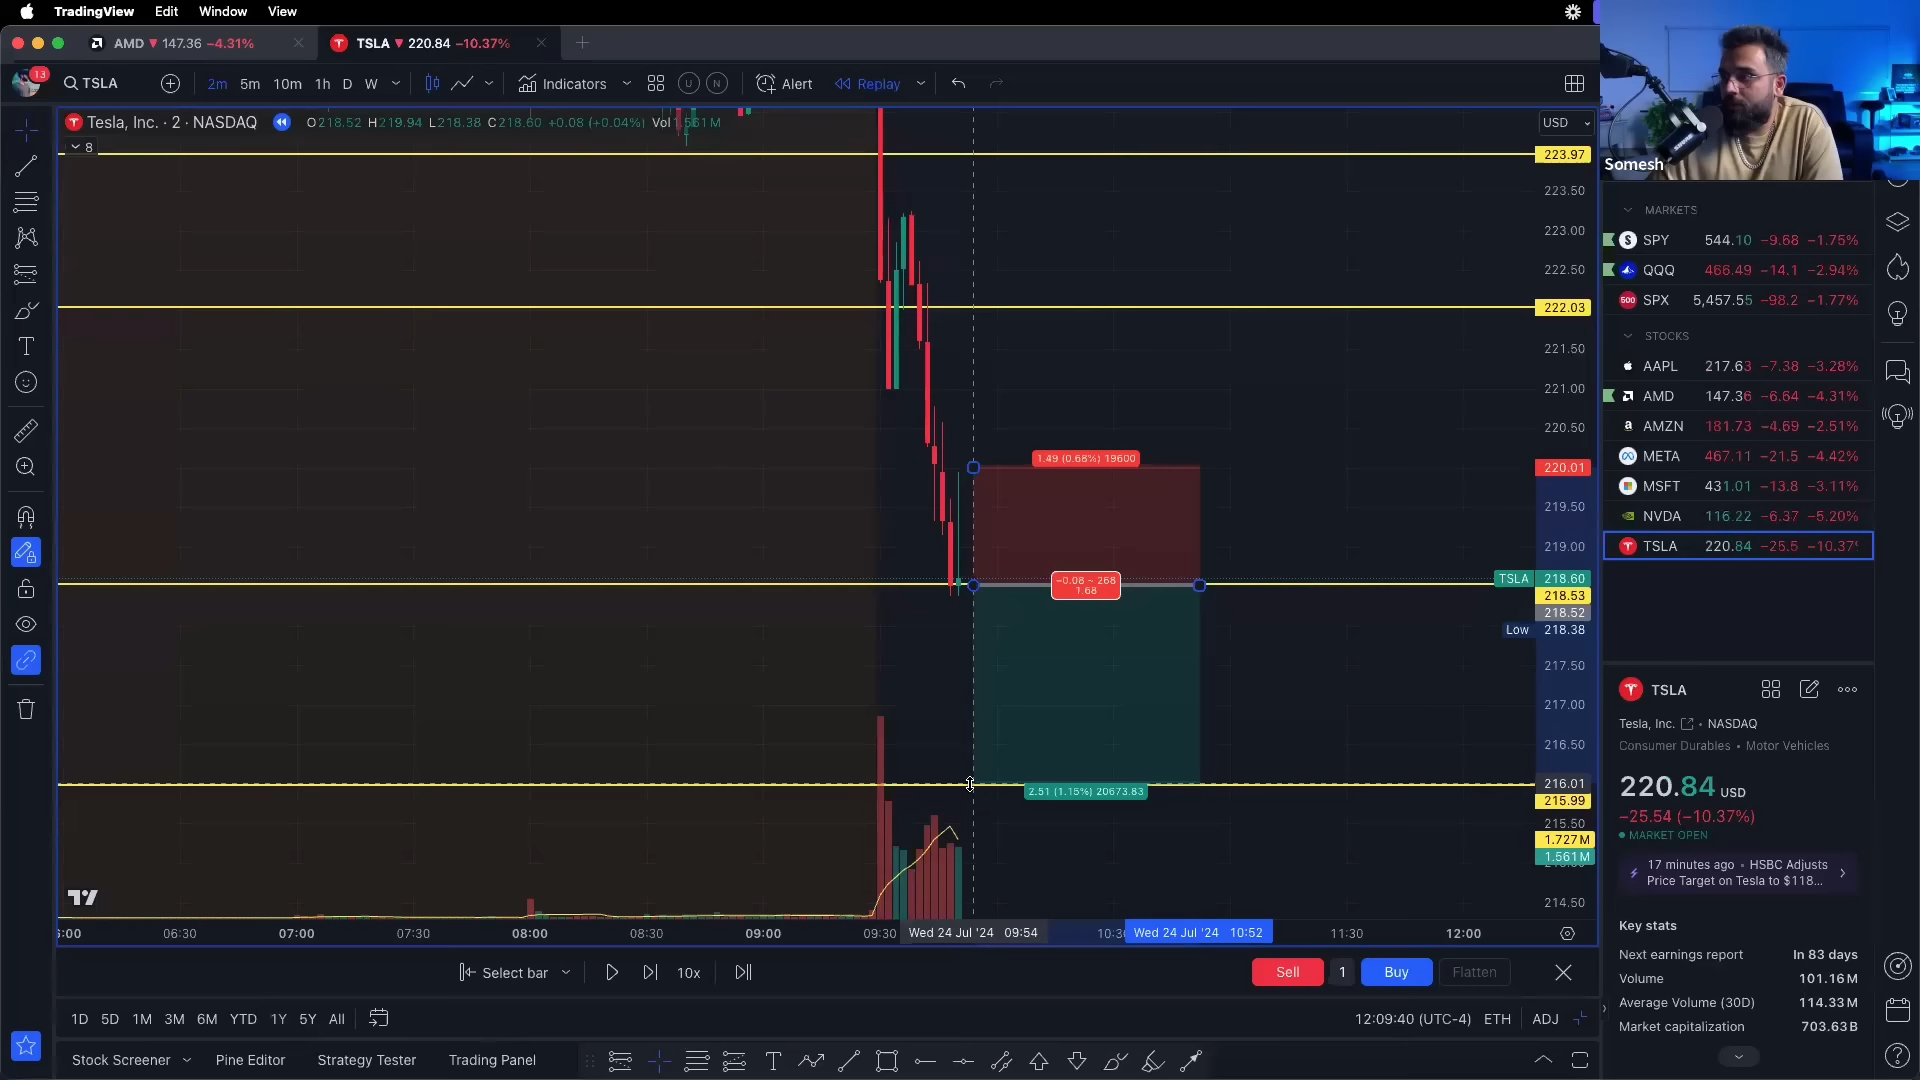 TradingView Edit Window View
AMD 147.36 −4.31%
TSLA 220.84 −10.37%
13
TSLA
2m 5m 10m 1h D W
Indicators
U N
Alert
Replay
Tesla, Inc. · 2 · NASDAQ
O218.52 H219.94 L218.38 C218.60 +0.08 (+0.04%) Vol1.561M
8
USD
223.97
223.50
223.00
222.50
222.03
221.50
221.00
220.50
220.01
219.50
219.00
TSLA 218.60
218.53
218.52
Low 218.38
217.50
217.00
216.50
216.01
215.99
215.50
1.727M
1.561M
214.50
1.49 (0.68%) 19600
−0.08 ~ 268
1.68
2.51 (1.15%) 20673.83
06:30 07:00 07:30 08:00 08:30 09:00 09:30 Wed 24 Jul '24 09:54 Wed 24 Jul '24 10:52 11:30 12:00
Select bar
10x
Sell 1 Buy Flatten
1D 5D 1M 3M 6M YTD 1Y 5Y All
12:09:40 (UTC-4) ETH ADJ
Stock Screener Pine Editor Strategy Tester Trading Panel
Somesh
MARKETS
SPY 544.10 −9.68 −1.75%
QQQ 466.49 −14.1 −2.94%
500 SPX 5,457.55 −98.2 −1.77%
STOCKS
AAPL 217.63 −7.38 −3.28%
AMD 147.36 −6.64 −4.31%
AMZN 181.73 −4.69 −2.51%
META 467.11 −21.5 −4.42%
MSFT 431.01 −13.8 −3.11%
NVDA 116.22 −6.37 −5.20%
TSLA 220.84 −25.5 −10.37%
TSLA
Tesla, Inc. • NASDAQ
Consumer Durables • Motor Vehicles
220.84 USD
−25.54 (−10.37%)
MARKET OPEN
17 minutes ago • HSBC Adjusts
Price Target on Tesla to $118...
Key stats
Next earnings report In 83 days
Volume 101.16M
Average Volume (30D) 114.33M
Market capitalization 703.63B